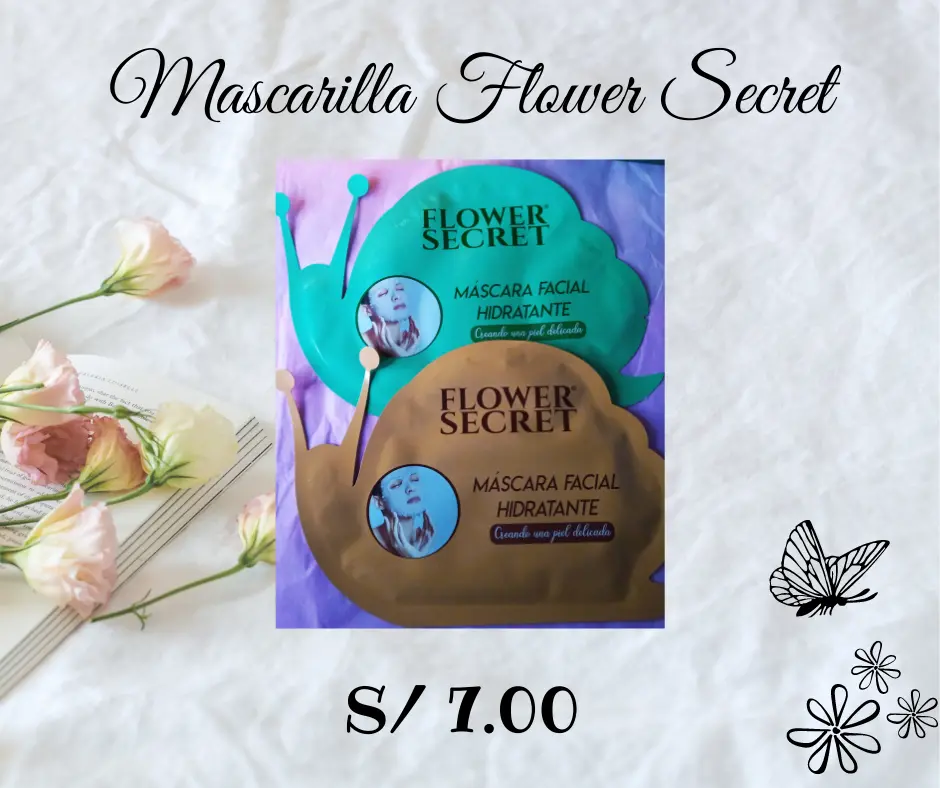 Mascarilla Flower Secret
FLOWER®
SECRET
MÁSCARA FACIAL
HIDRATANTE
Creando una piel delicada
FLOWER®
SECRET
MÁSCARA FACIAL
HIDRATANTE
Creando una piel delicada
S/ 7.00